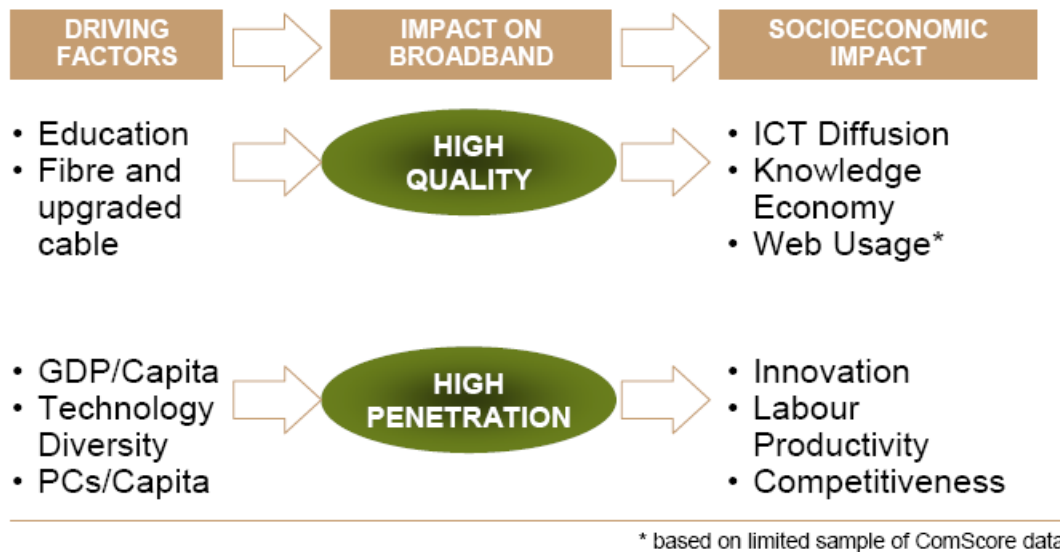 DRIVING
FACTORS
IMPACT ON
BROADBAND
SOCIOECONOMIC
IMPACT
• Education
• Fibre and
upgraded
cable
HIGH
QUALITY
• ICT Diffusion
• Knowledge
Economy
• Web Usage*
• GDP/Capita
• Technology
Diversity
• PCs/Capita
HIGH
PENETRATION
• Innovation
• Labour
Productivity
• Competitiveness
* based on limited sample of ComScore data